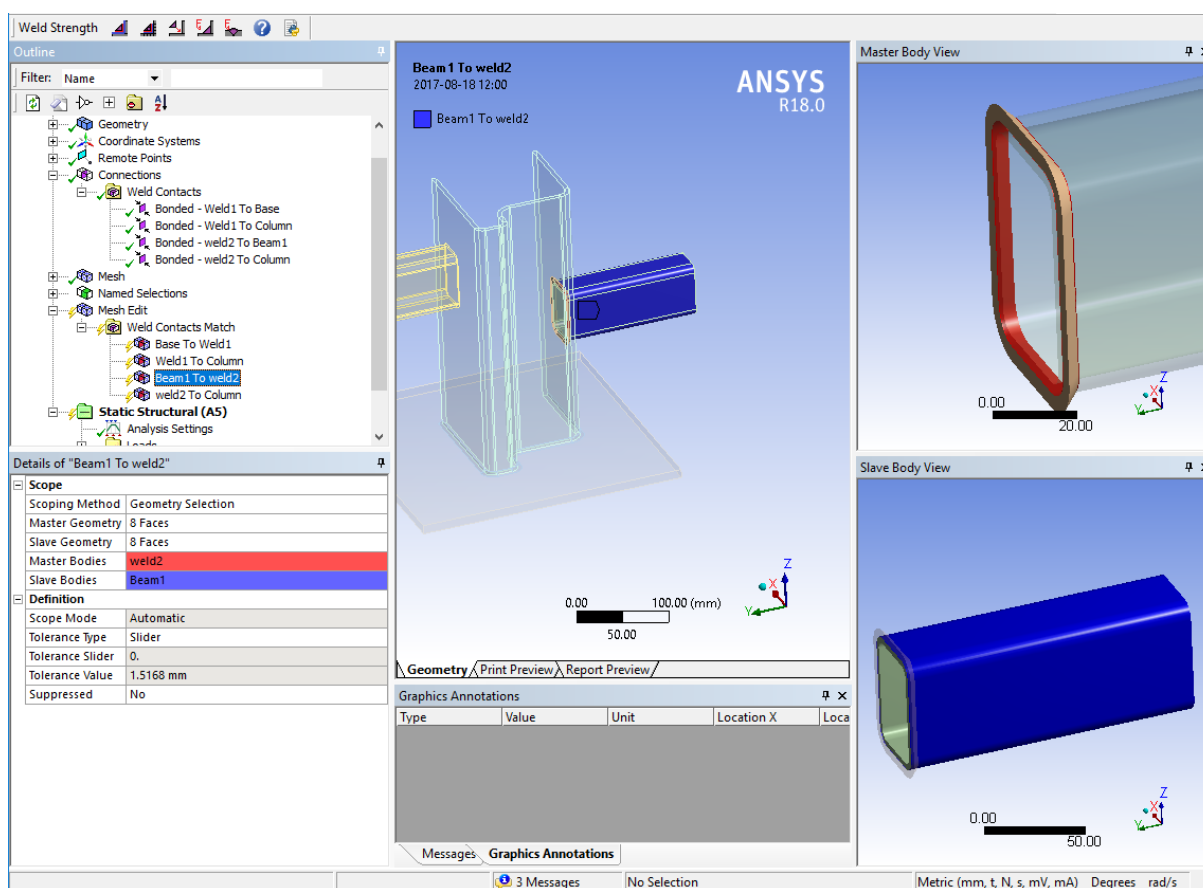 Weld Strength
Outline
Filter: Name
Geometry
Coordinate Systems
Remote Points
Connections
Weld Contacts
Bonded - Weld1 To Base
Bonded - Weld1 To Column
Bonded - weld2 To Beam1
Bonded - weld2 To Column
Mesh
Named Selections
Mesh Edit
Weld Contacts Match
Base To Weld1
Weld1 To Column
Beam1 To weld2
weld2 To Column
Static Structural (A5)
Analysis Settings
Details of "Beam1 To weld2"
Scope
Scoping Method Geometry Selection
Master Geometry 8 Faces
Slave Geometry 8 Faces
Master Bodies weld2
Slave Bodies Beam1
Definition
Scope Mode Automatic
Tolerance Type Slider
Tolerance Slider 0.
Tolerance Value 1.5168 mm
Suppressed No
Beam1 To weld2
2017-08-18 12:00
Beam1 To weld2
ANSYS
R18.0
0.00 100.00 (mm)
50.00
Z
X
Y
Geometry Print Preview Report Preview
Graphics Annotations
Type Value Unit Location X Loca
Messages Graphics Annotations
Master Body View
0.00
20.00
Z
X
Y
Slave Body View
0.00
50.00
Z
X
Y
3 Messages No Selection Metric (mm, t, N, s, mV, mA) Degrees rad/s